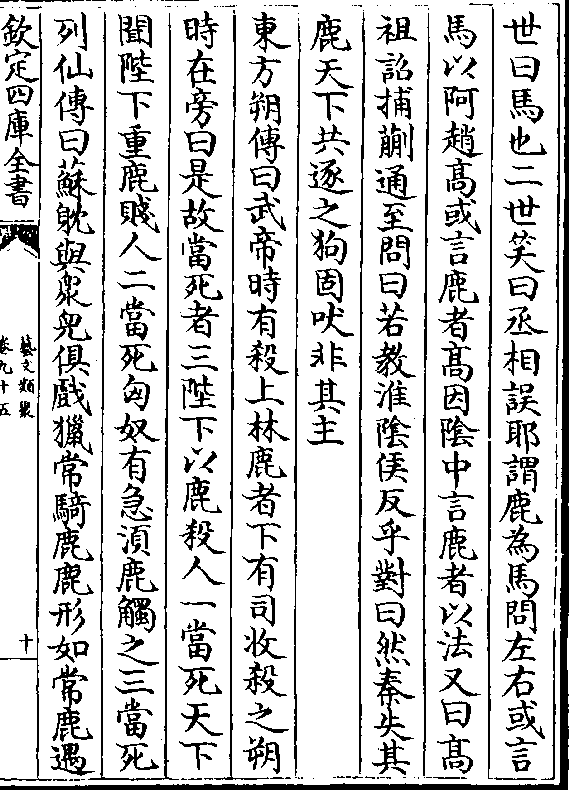 世曰馬也二世笑曰丞相誤耶謂鹿為馬問左右或言
馬以阿趙髙或言鹿者髙因隂中言鹿者以法又曰髙
祖詔捕蒯通至問曰若教淮隂侯反乎對曰然秦失其
鹿天下共逐之狗固吠非其主
東方朔傳曰武帝時有殺上林鹿者下有司收殺之朔
時在旁曰是故當死者三陛下以鹿殺人一當死天下
聞陛下重鹿賤人二當死匈奴有急湏鹿觸之三當死
列仙傳曰蘇躭與衆兒俱戲獵常騎鹿鹿形如常鹿遇
欽定四庫全書
藝文類聚
卷九十五
十